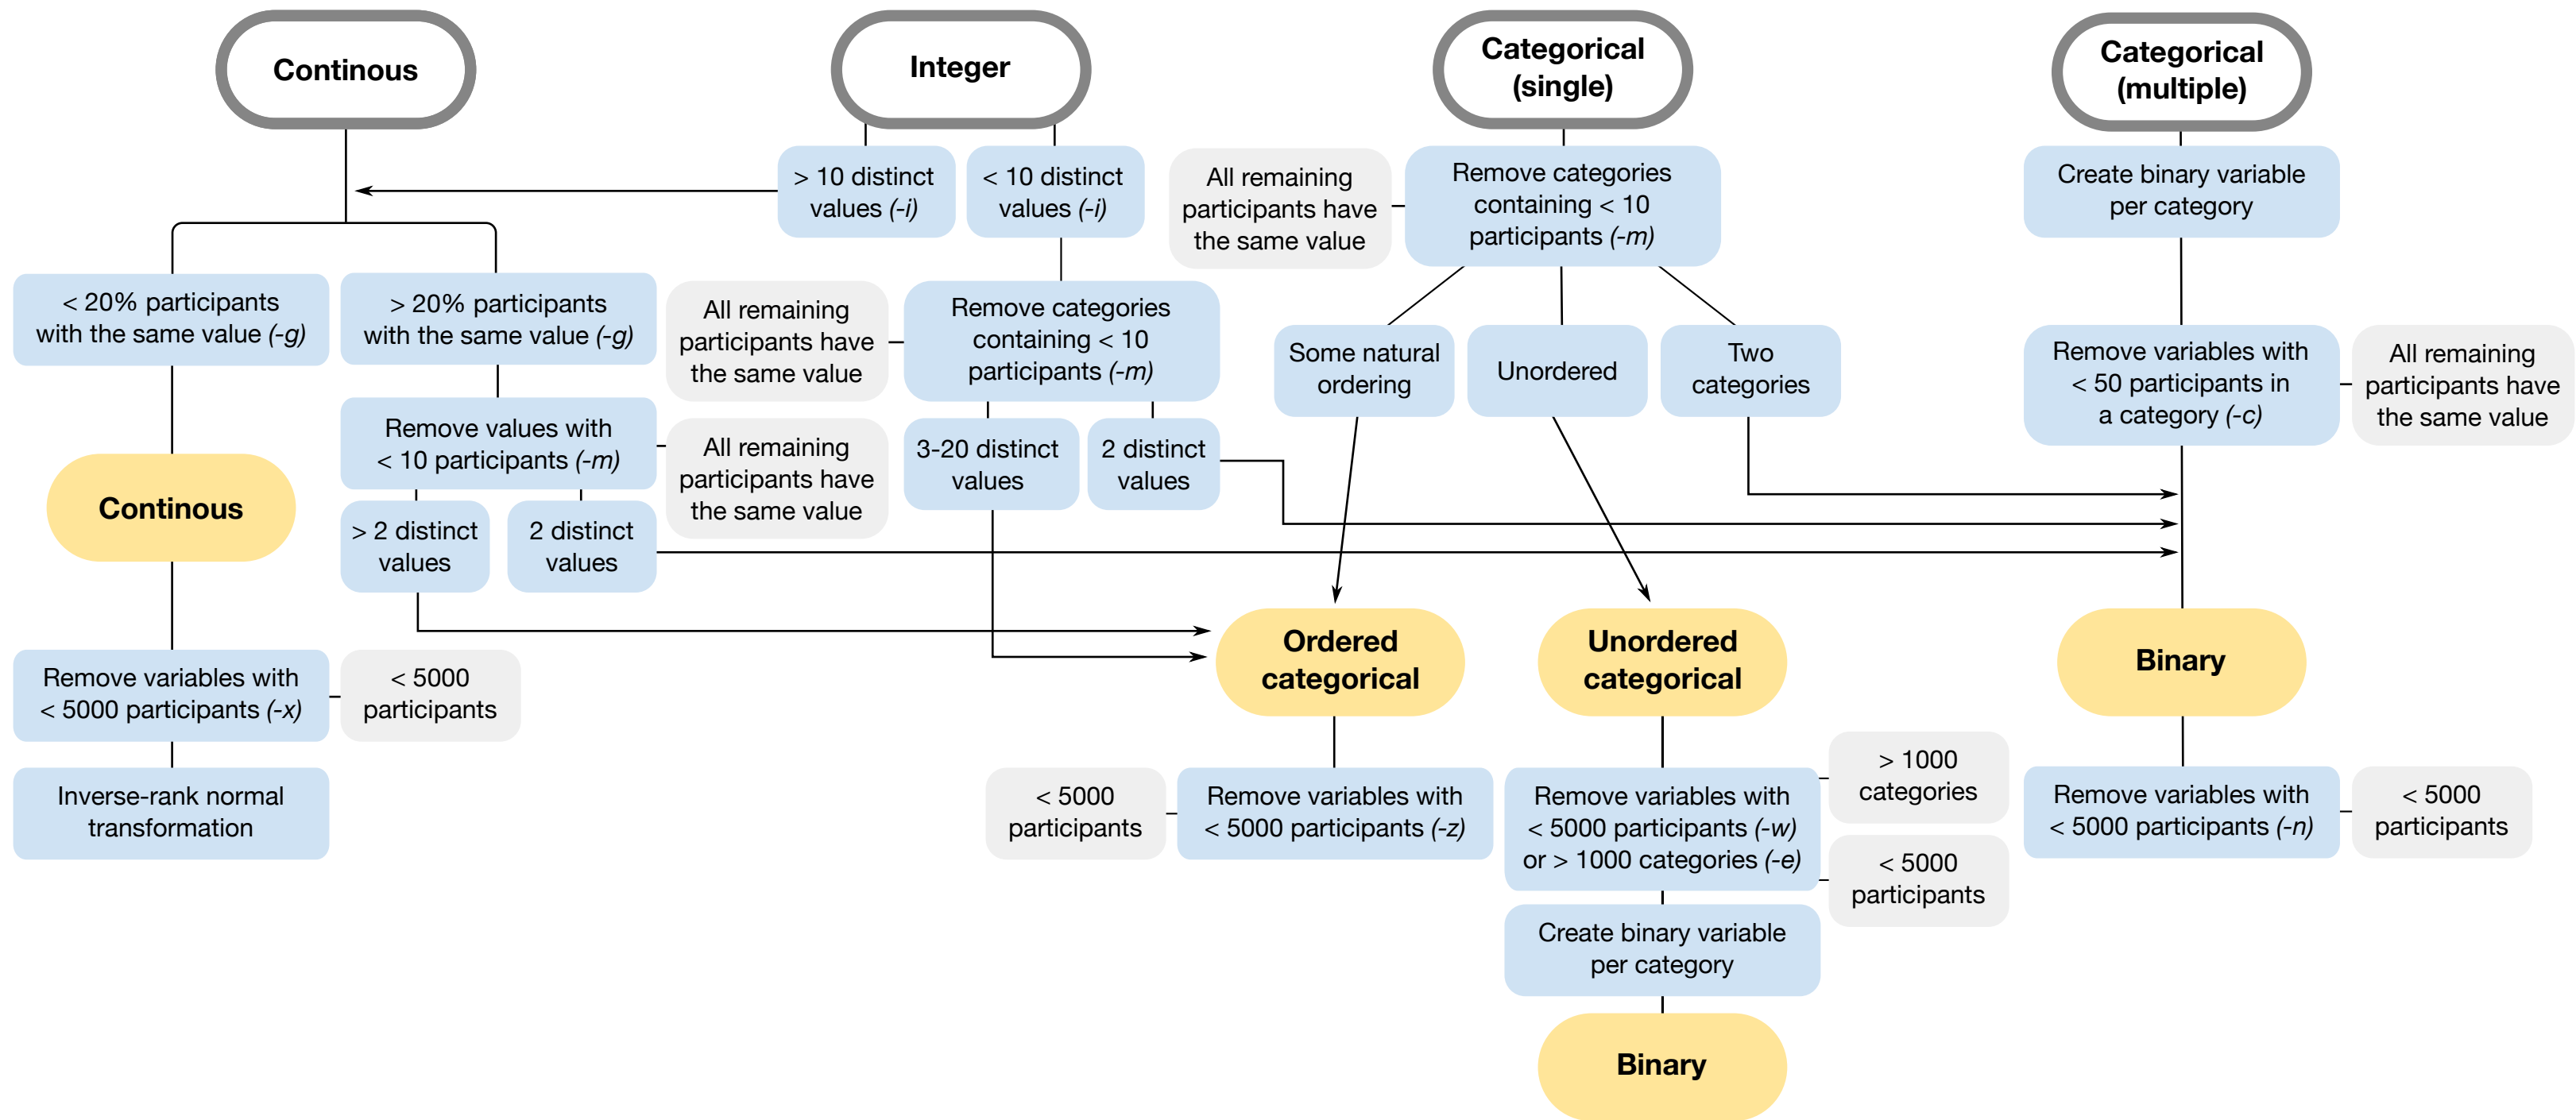 Continous
Integer
Categorical
(single)
Categorical
(multiple)
> 10 distinct
values (-i)
< 10 distinct
values (-i)
All remaining
participants have
the same value
Remove categories
containing < 10
participants (-m)
Create binary variable
per category
< 20% participants
with the same value (-g)
> 20% participants
with the same value (-g)
All remaining
participants have
the same value
Remove categories
containing < 10
participants (-m)
Some natural
ordering
Unordered
Two
categories
Remove variables with
< 50 participants in
a category (-c)
All remaining
participants have
the same value
Remove values with
< 10 participants (-m)
All remaining
participants have
the same value
3-20 distinct
values
2 distinct
values
Continous
> 2 distinct
values
2 distinct
values
Ordered
categorical
Unordered
categorical
Binary
Remove variables with
< 5000 participants (-x)
< 5000
participants
Inverse-rank normal
transformation
< 5000
participants
Remove variables with
< 5000 participants (-z)
Remove variables with
< 5000 participants (-w)
or > 1000 categories (-e)
> 1000
categories
< 5000
participants
Remove variables with
< 5000 participants (-n)
< 5000
participants
Create binary variable
per category
Binary